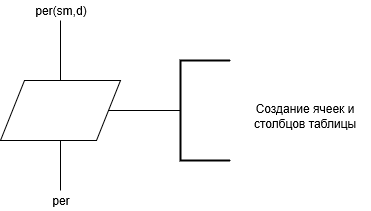 per(sm,d)
Создание ячеек и
столбцов таблицы
per